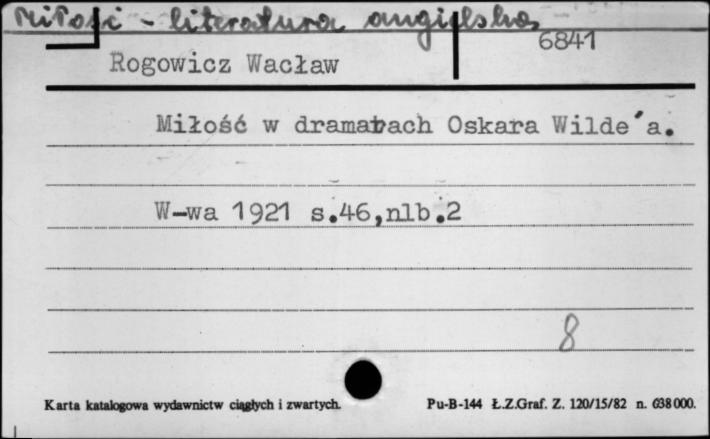 Miłość - literatura angielska
6841
Rogowicz Wacław
Miłość w dramatach Oskara Wilde´a.
W-wa 1921 s.46,nlb.2
8
Karta katalogowa wydawnictw ciągłych i zwartych.
Pu-B-144 Ł.Z.Graf. Z. 120/15/82 n. 638000.